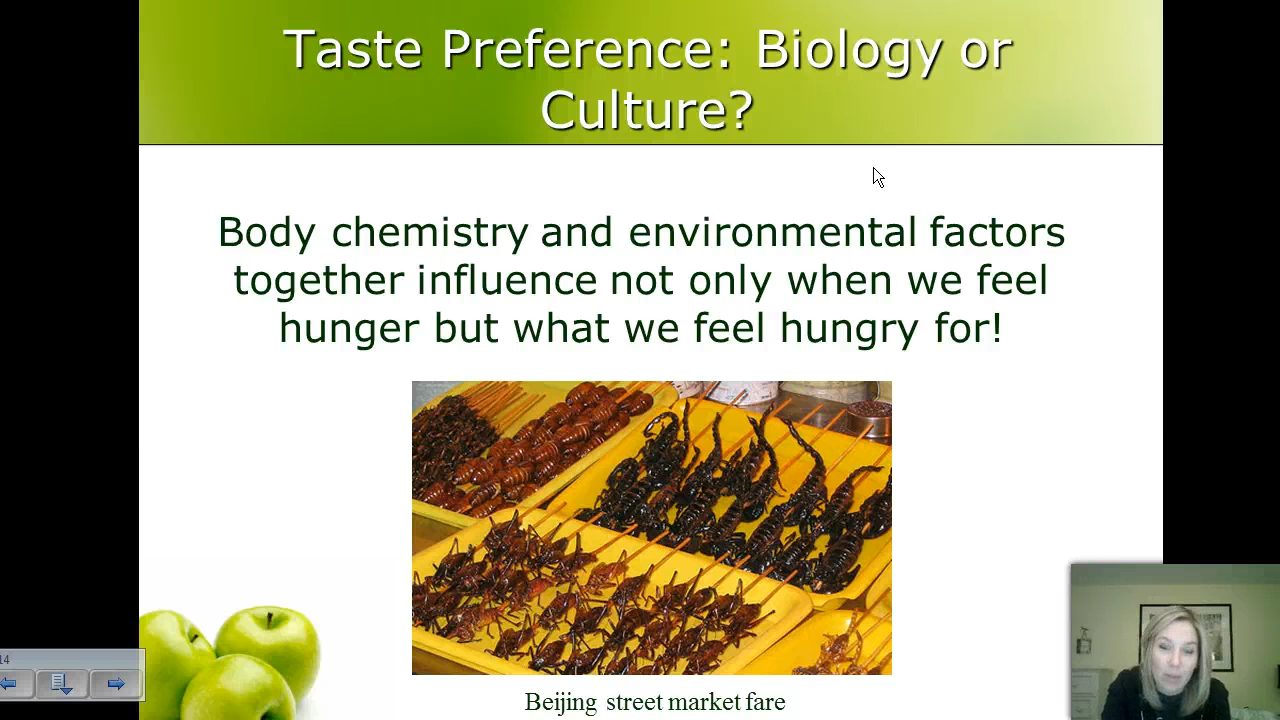 Taste Preference: Biology or
Culture?
Body chemistry and environmental factors
together influence not only when we feel
hunger but what we feel hungry for!
14
Beijing street market fare